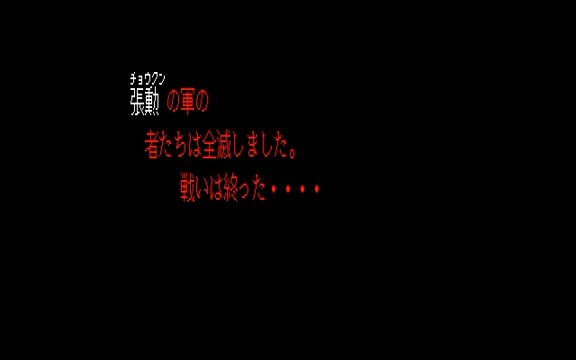 チョウクン
張勲の軍の
者たちは全滅しました。
戦いは終った・・・・